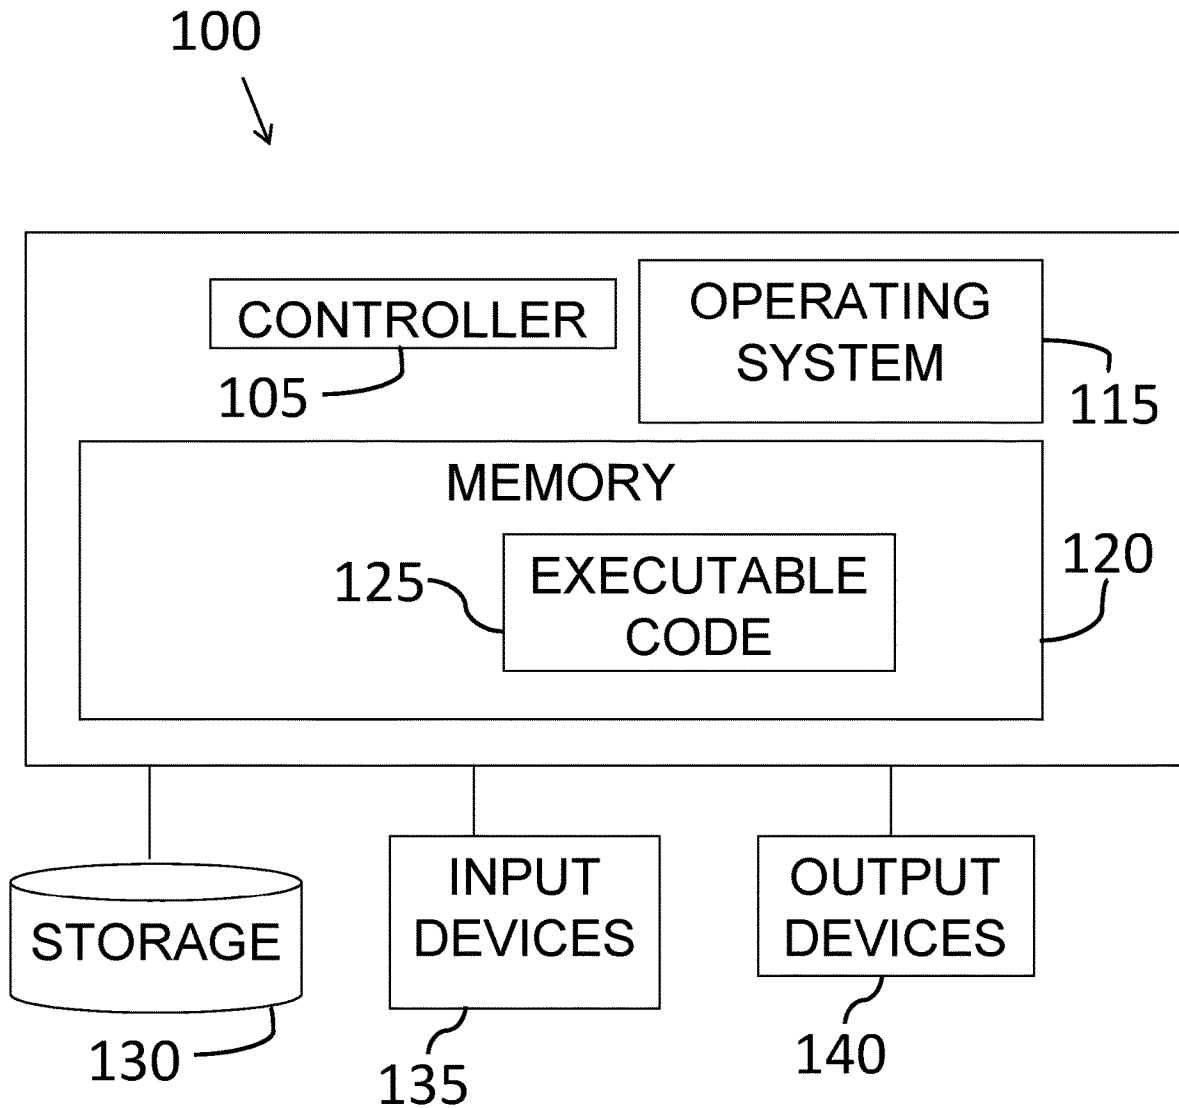 100
CONTROLLER
105
OPERATING
SYSTEM
115
MEMORY
120
125
EXECUTABLE
CODE
STORAGE
130
INPUT
DEVICES
135
OUTPUT
DEVICES
140